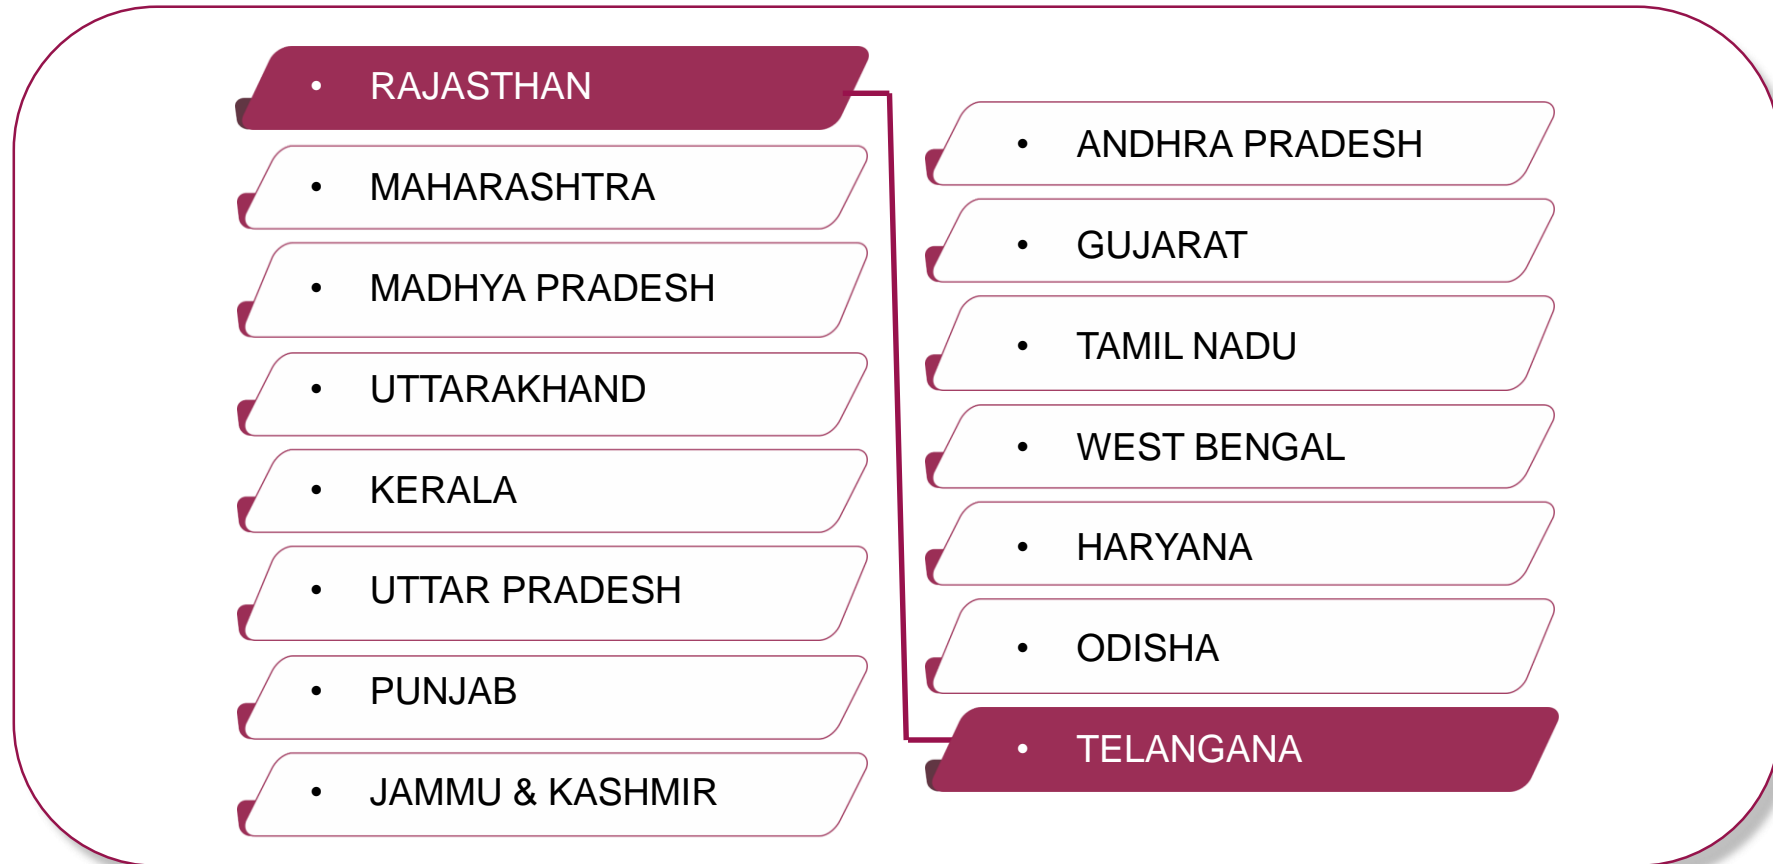 • RAJASTHAN
• MAHARASHTRA
• MADHYA PRADESH
• UTTARAKHAND
• KERALA
• UTTAR PRADESH
• PUNJAB
• JAMMU & KASHMIR
• ANDHRA PRADESH
• GUJARAT
• TAMIL NADU
• WEST BENGAL
• HARYANA
• ODISHA
• TELANGANA